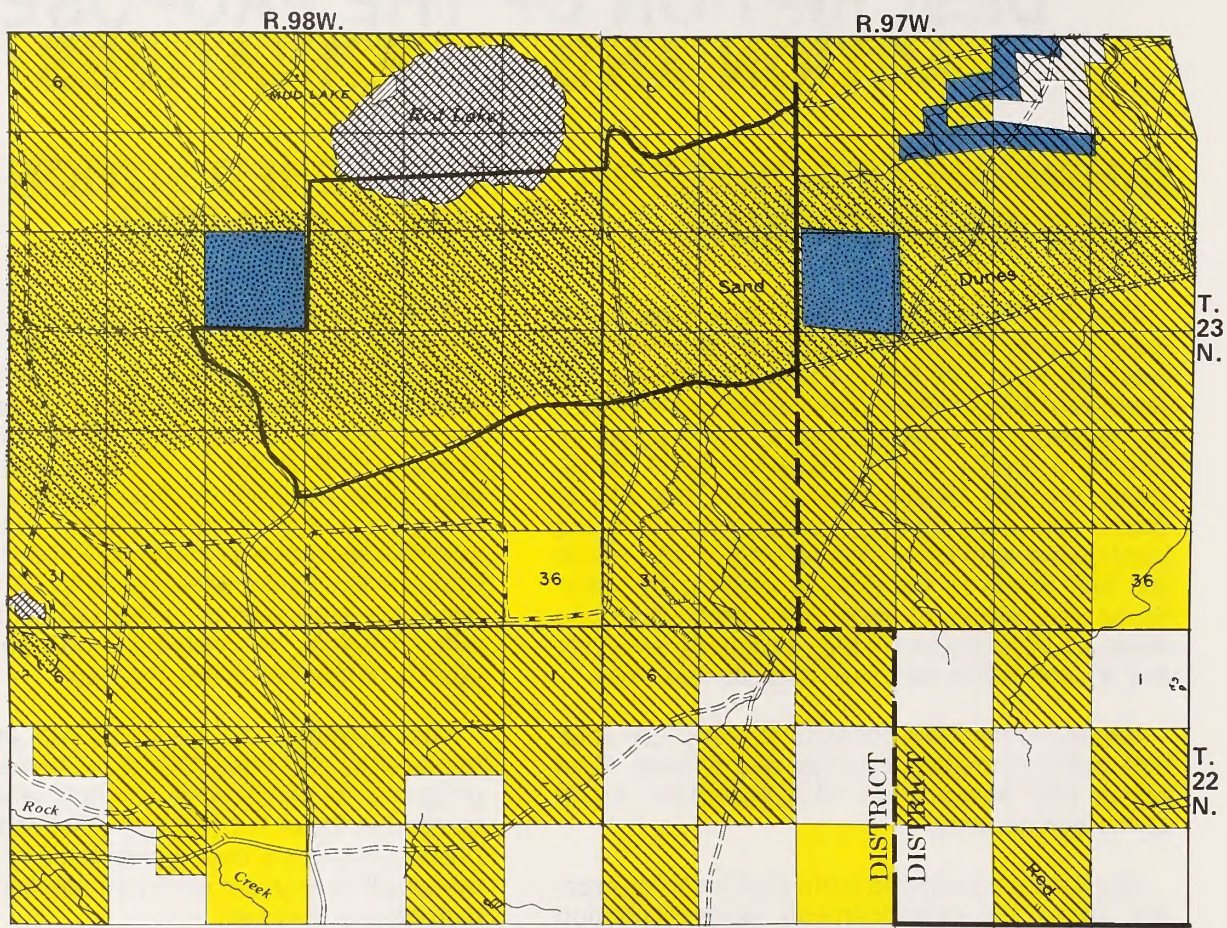 R.98W.
R.97W.
6
MUD LAKE
Red Lake
6
1
Sand
Dunes
T.
23
N.
31
36
31
36
6
1
6
1
T.
22
N.
DISTRICT
DISTRICT
Rock
Creek
Red